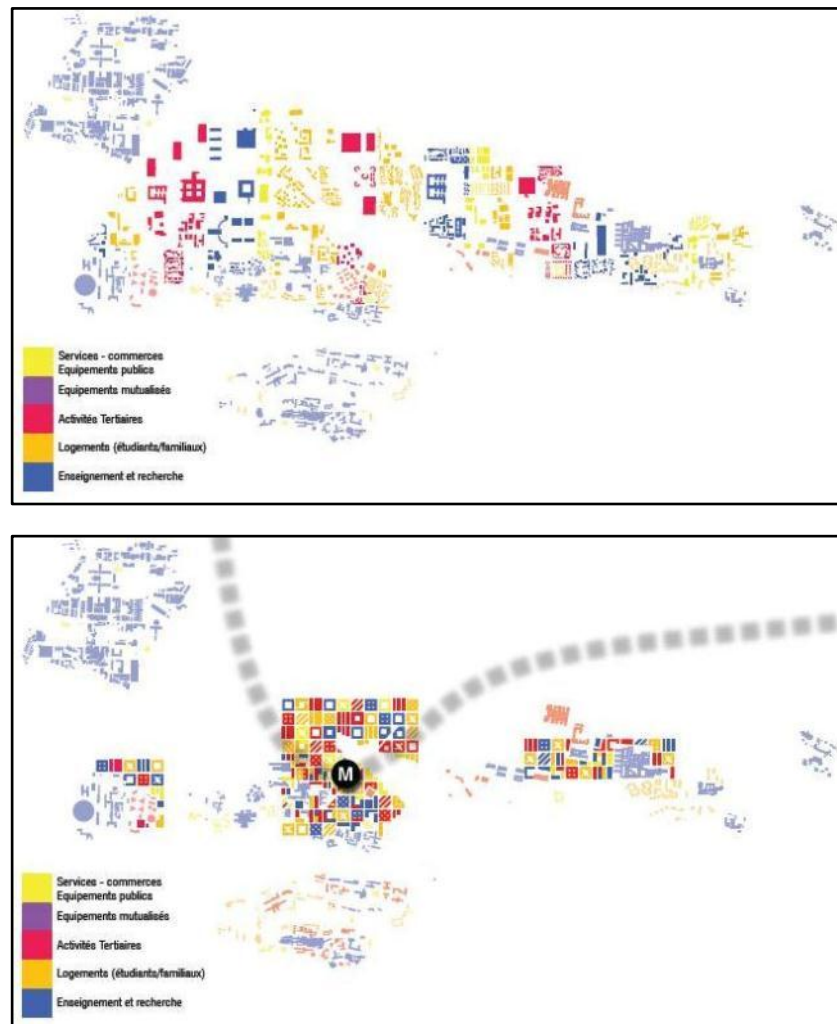 Services - commerces
Equipements publics
Equipements mutualisés
Activités Tertiaires
Logements (étudiants/familiaux)
Enseignement et recherche
M
Services - commerces
Equipements publics
Equipements mutualisés
Activités Tertiaires
Logements (étudiants/familiaux)
Enseignement et recherche